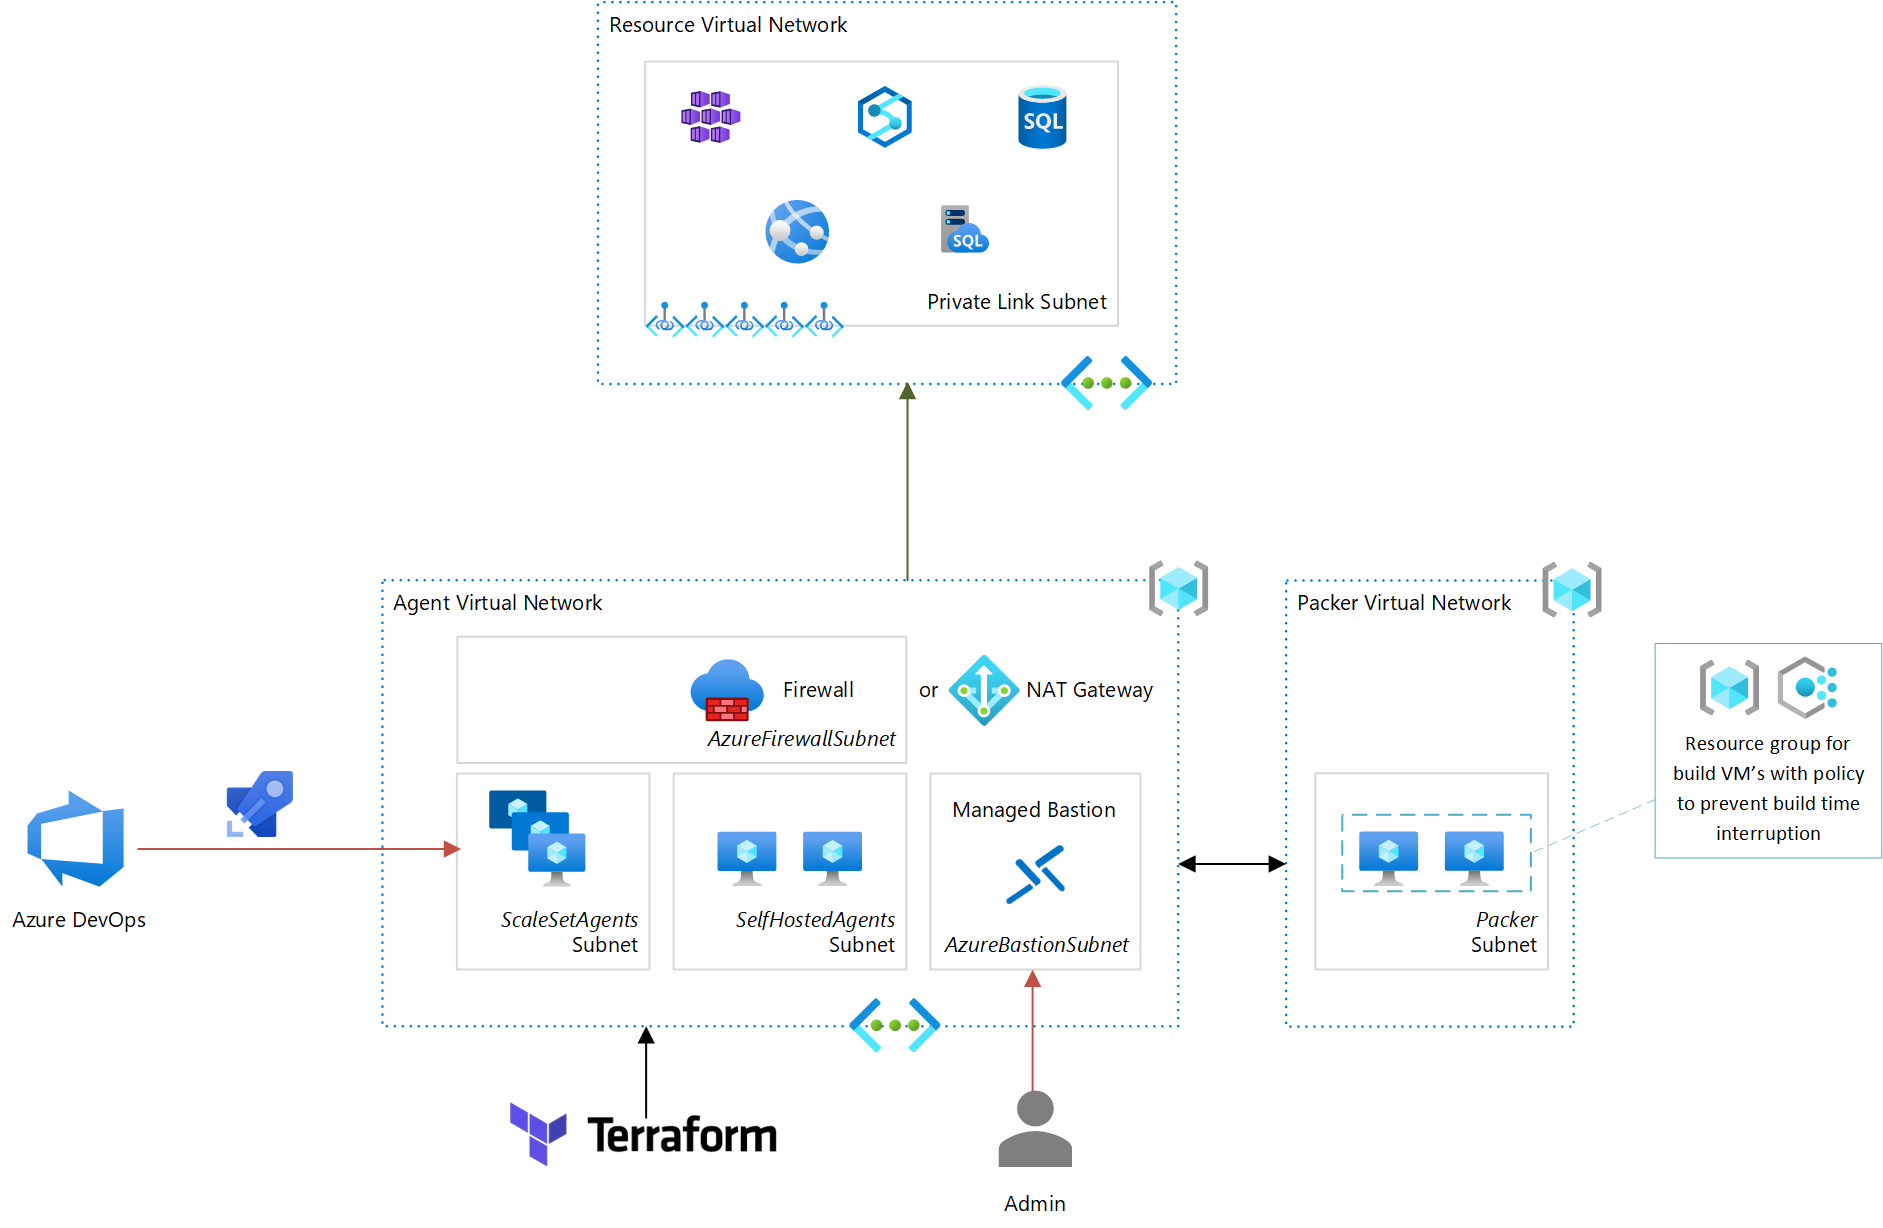 Resource Virtual Network
SQL
SQL
Private Link Subnet
Agent Virtual Network
Firewall
or
NAT Gateway
AzureFirewallSubnet
Packer Virtual Network
Resource group for
build VM’s with policy
to prevent build time
interruption
Azure DevOps
ScaleSetAgents
Subnet
SelfHostedAgents
Subnet
Managed Bastion
AzureBastionSubnet
Packer
Subnet
Terraform
Admin